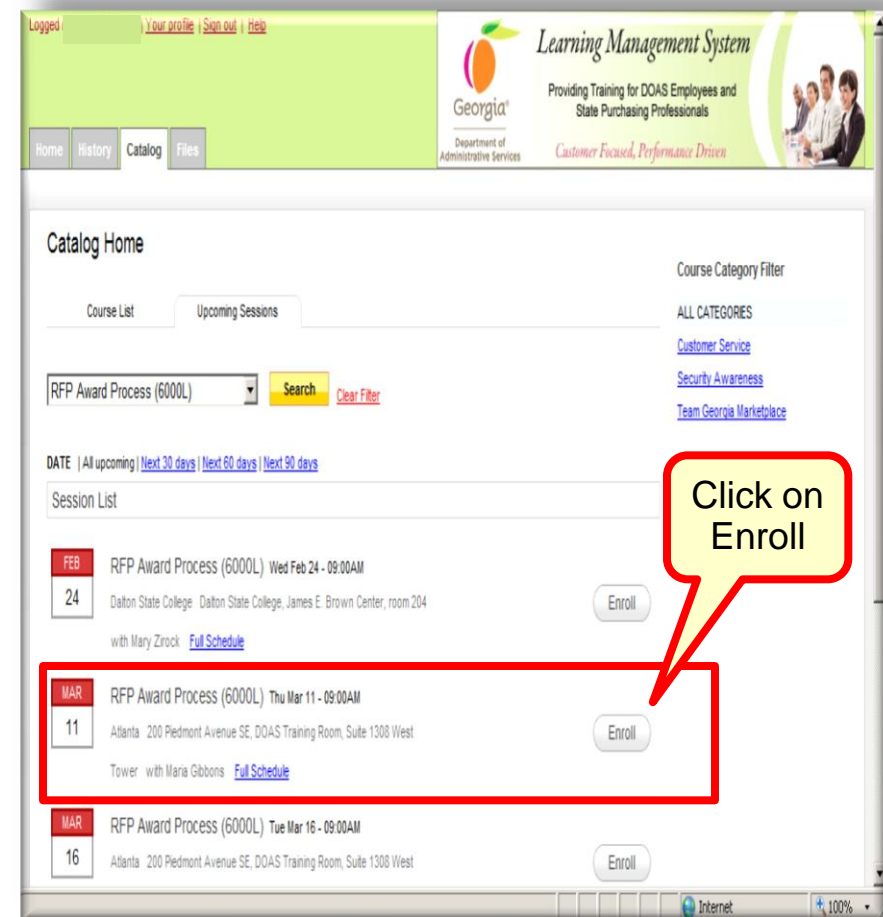 Logged Your profile | Sign out | Help
Learning Management System
Providing Training for DOAS Employees and
State Purchasing Professionals
Customer Focused, Performance Driven
Georgia®
Department of
Administrative Services
Home History Catalog Files
Catalog Home
Course Category Filter
Course List Upcoming Sessions
ALL CATEGORIES
Customer Service
Security Awareness
Team Georgia Marketplace
RFP Award Process (6000L) Search Clear Filter
DATE | All upcoming | Next 30 days | Next 60 days | Next 90 days
Session List
Click on
Enroll
FEB
24
RFP Award Process (6000L) Wed Feb 24 - 09:00AM
Dalton State College Dalton State College, James E. Brown Center, room 204
with Mary Zirock Full Schedule
Enroll
MAR
11
RFP Award Process (6000L) Thu Mar 11 - 09:00AM
Atlanta 200 Piedmont Avenue SE, DOAS Training Room, Suite 1308 West
Tower with Maria Gibbons Full Schedule
Enroll
MAR
16
RFP Award Process (6000L) Tue Mar 16 - 09:00AM
Atlanta 200 Piedmont Avenue SE, DOAS Training Room, Suite 1308 West
Enroll
Internet 100%